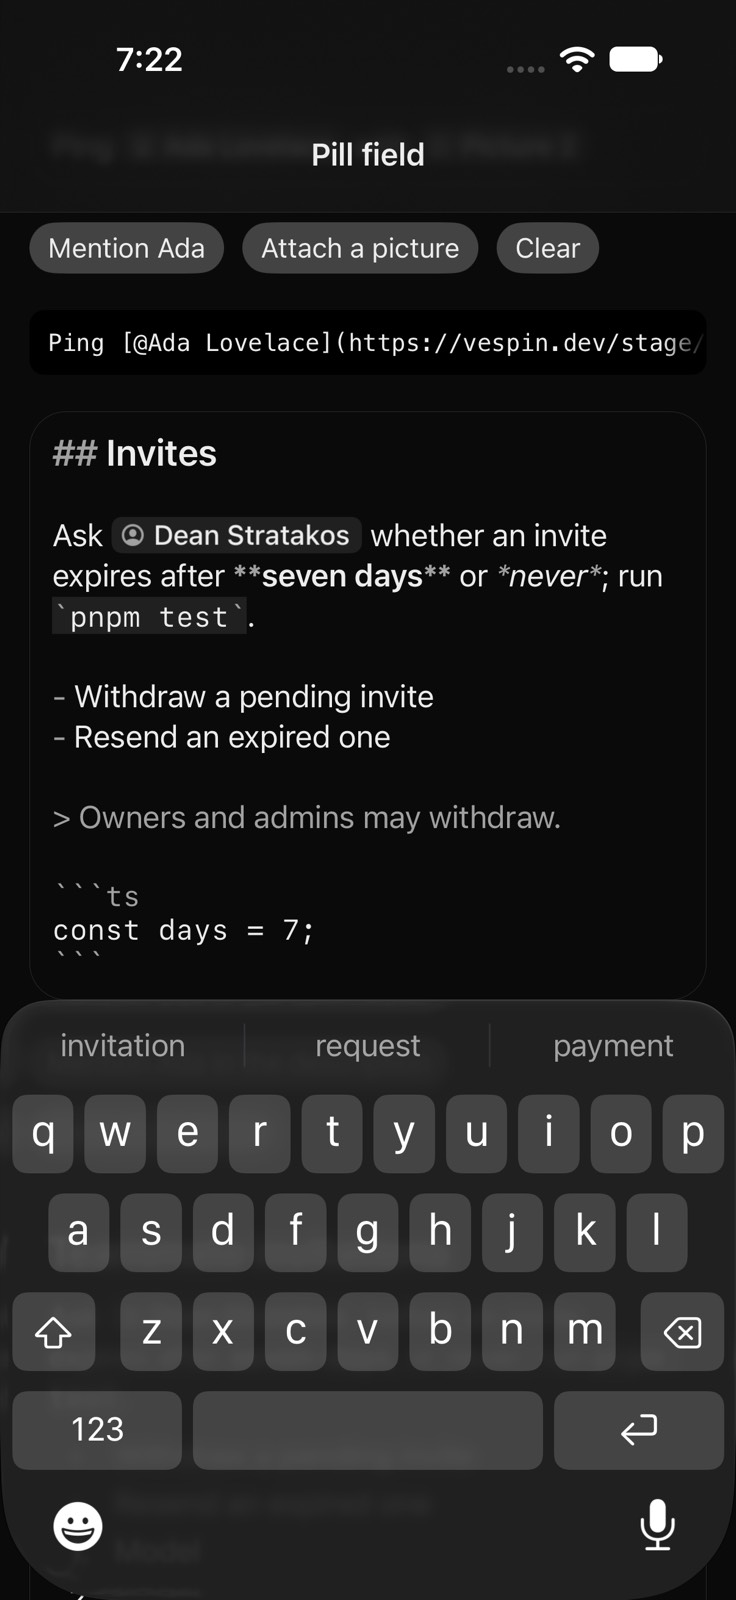 7:22
Pill field
Mention Ada
Attach a picture
Clear
Ping [@Ada Lovelace](https://vespin.dev/stage/
## Invites
Ask Dean Stratakos whether an invite
expires after **seven days** or *never*; run
`pnpm test`.
- Withdraw a pending invite
- Resend an expired one
> Owners and admins may withdraw.
```ts
const days = 7;
```
invitation request payment
q w e r t y u i o p
a s d f g h j k l
z x c v b n m
123